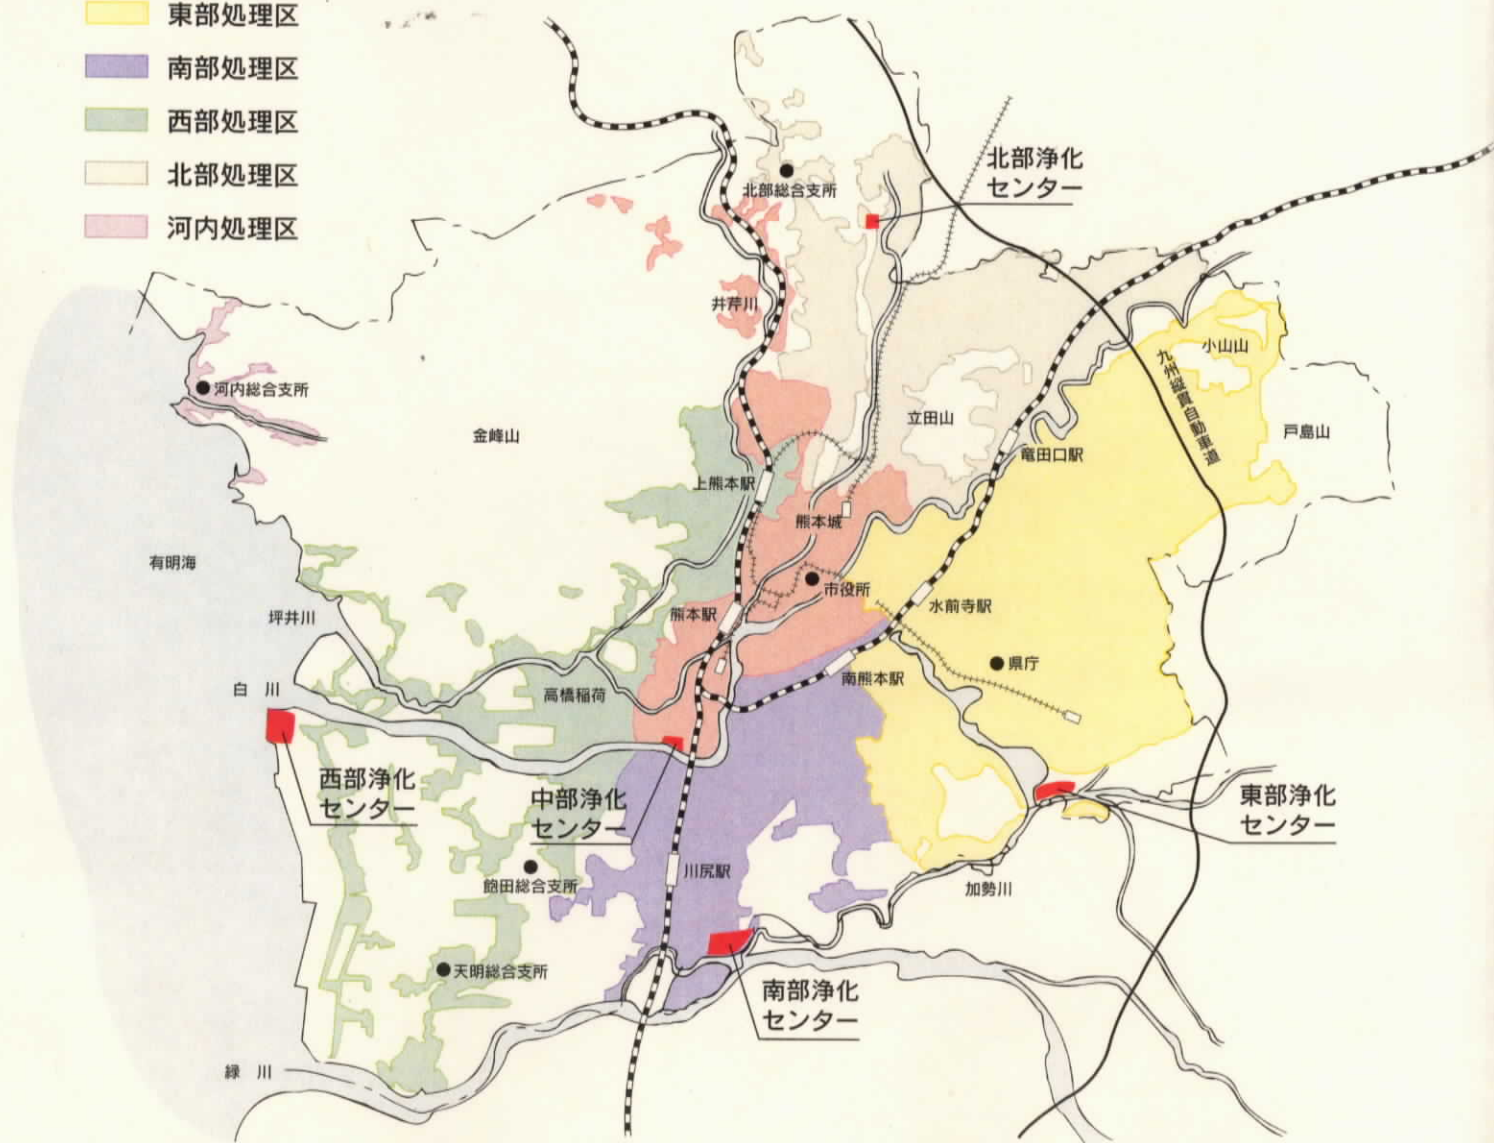 東部処理区
南部処理区
西部処理区
北部処理区
河内処理区
北部浄化
センター
北部総合支所
井芹川
小山山
九州縦貫自動車道
河内総合支所
金峰山
立田山
戸島山
竜田口駅
上熊本駅
熊本城
有明海
市役所
水前寺駅
坪井川
熊本駅
県庁
南熊本駅
白川
高橋稲荷
西部浄化
センター
中部浄化
センター
東部浄化
センター
川尻駅
飽田総合支所
加勢川
天明総合支所
南部浄化
センター
緑川